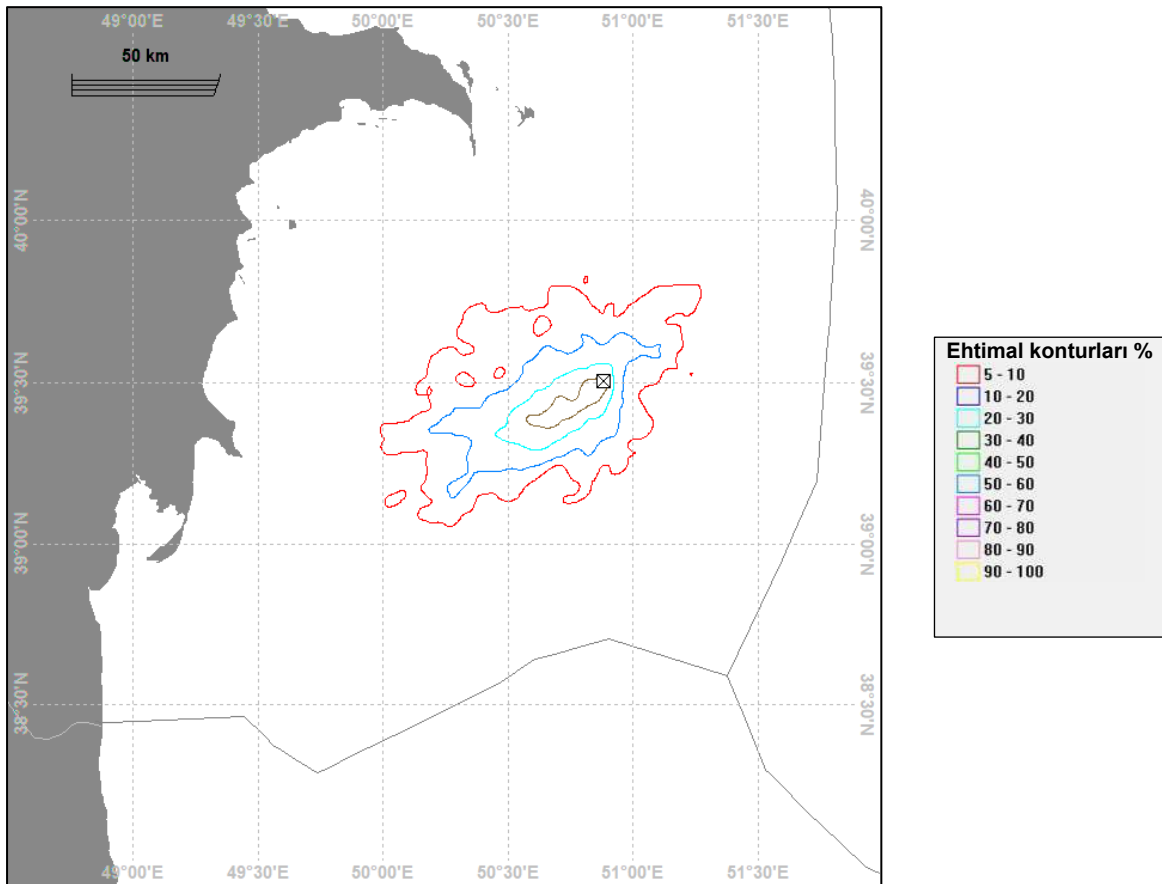 49°00'E 49°30'E 50°00'E 50°30'E 51°00'E 51°30'E
50 km
40°00'N 40°00'N
39°30'N 39°30'N
39°00'N 39°00'N
38°30'N 38°30'N
49°00'E 49°30'E 50°00'E 50°30'E 51°00'E 51°30'E
Ehtimal konturları %
5 - 10
10 - 20
20 - 30
30 - 40
40 - 50
50 - 60
60 - 70
70 - 80
80 - 90
90 - 100